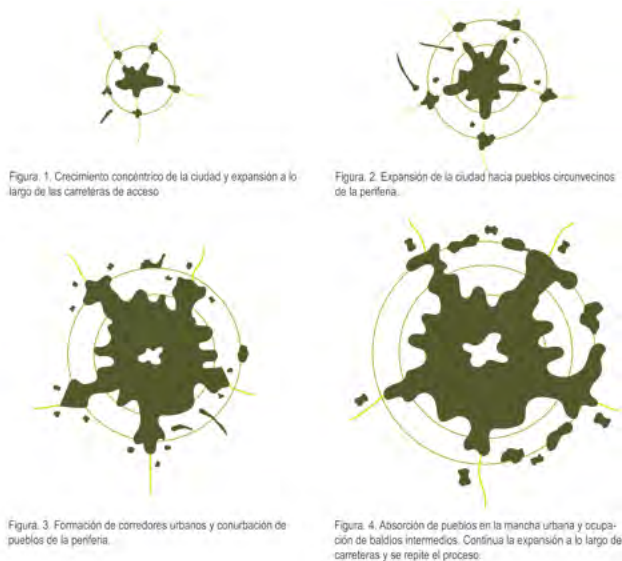 Figura. 1. Crecimiento concéntrico de la ciudad y expansión a lo
largo de las carreteras de acceso
Figura. 2. Expansión de la ciudad hacia pueblos circunvecinos
de la periferia.
Figura. 3. Formación de corredores urbanos y conurbación de
pueblos de la periferia.
Figura. 4. Absorción de pueblos en la mancha urbana y ocupa-
ción de baldios intermedios. Continua la expansión a lo largo de
carreteras y se repite el proceso.